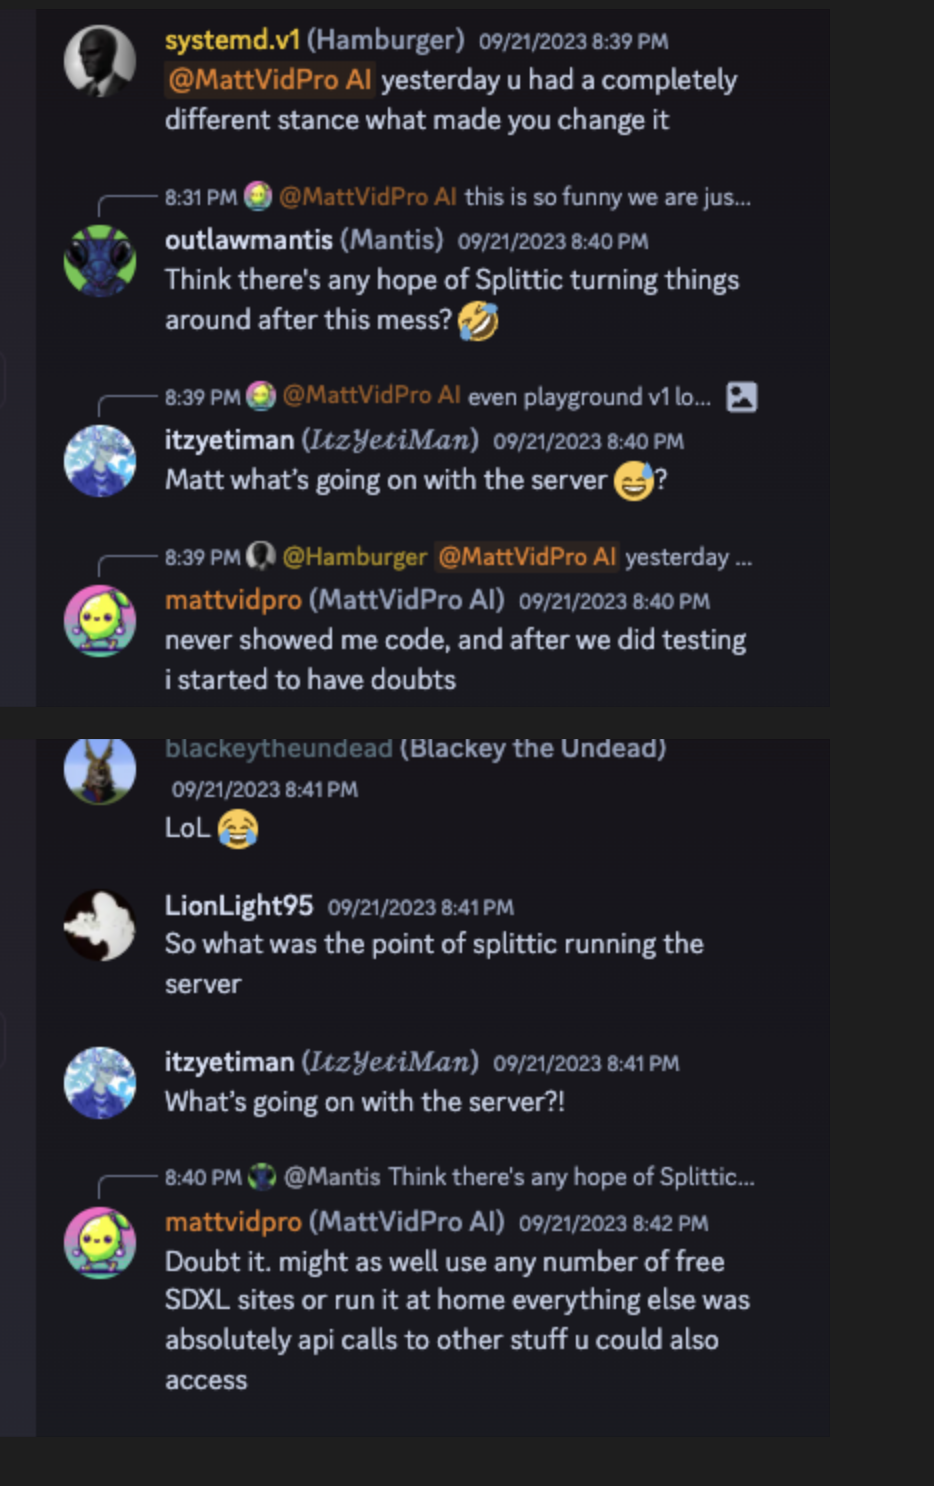 systemd.v1 (Hamburger) 09/21/2023 8:39 PM
@MattVidPro AI yesterday u had a completely
different stance what made you change it
8:31 PM @MattVidPro AI this is so funny we are jus...
outlawmantis (Mantis) 09/21/2023 8:40 PM
Think there's any hope of Splittic turning things
around after this mess? 🤣
8:39 PM @MattVidPro AI even playground v1 lo...
itzyetiman (ItzYetiMan) 09/21/2023 8:40 PM
Matt what's going on with the server 😅?
8:39 PM @Hamburger @MattVidPro AI yesterday ...
mattvidpro (MattVidPro AI) 09/21/2023 8:40 PM
never showed me code, and after we did testing
i started to have doubts
blackeytheundead (Blackey the Undead)
09/21/2023 8:41 PM
LoL 😂
LionLight95 09/21/2023 8:41 PM
So what was the point of splittic running the
server
itzyetiman (ItzYetiMan) 09/21/2023 8:41 PM
What's going on with the server?!
8:40 PM @Mantis Think there's any hope of Splittic...
mattvidpro (MattVidPro AI) 09/21/2023 8:42 PM
Doubt it. might as well use any number of free
SDXL sites or run it at home everything else was
absolutely api calls to other stuff u could also
access